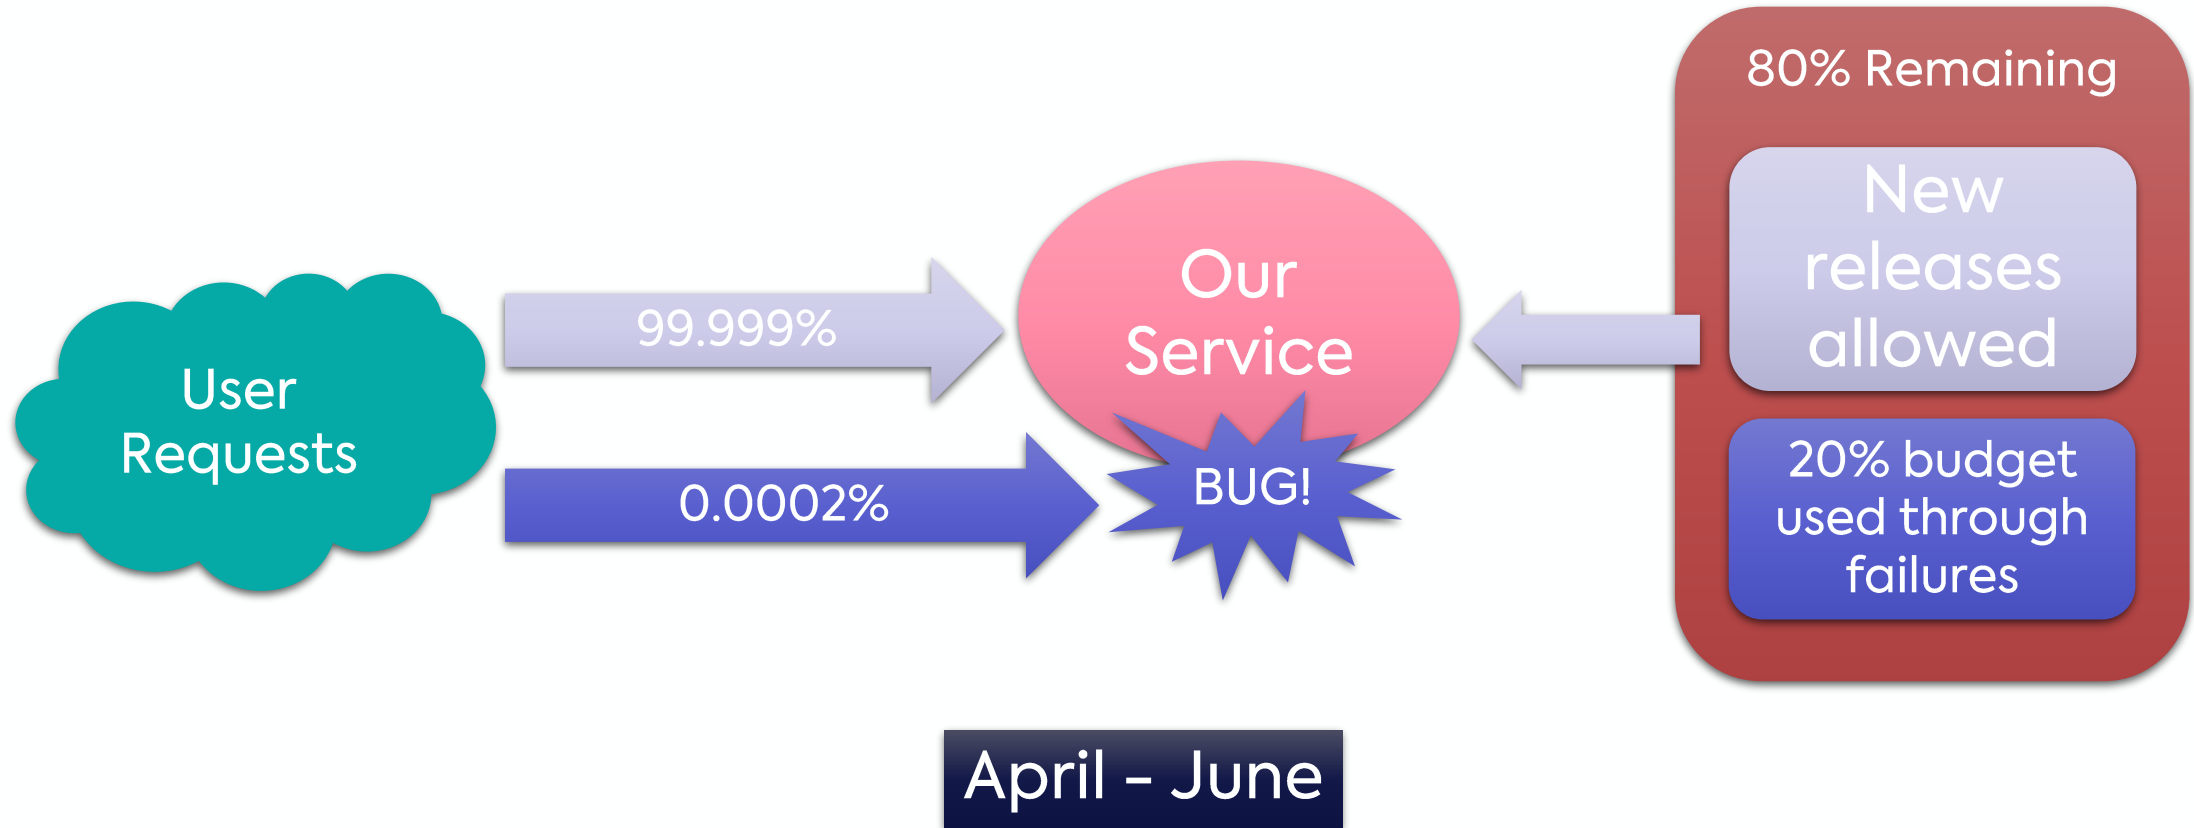 User
Requests
99.999%
0.0002%
Our
Service
BUG!
80% Remaining
New
releases
allowed
20% budget
used through
failures
April - June